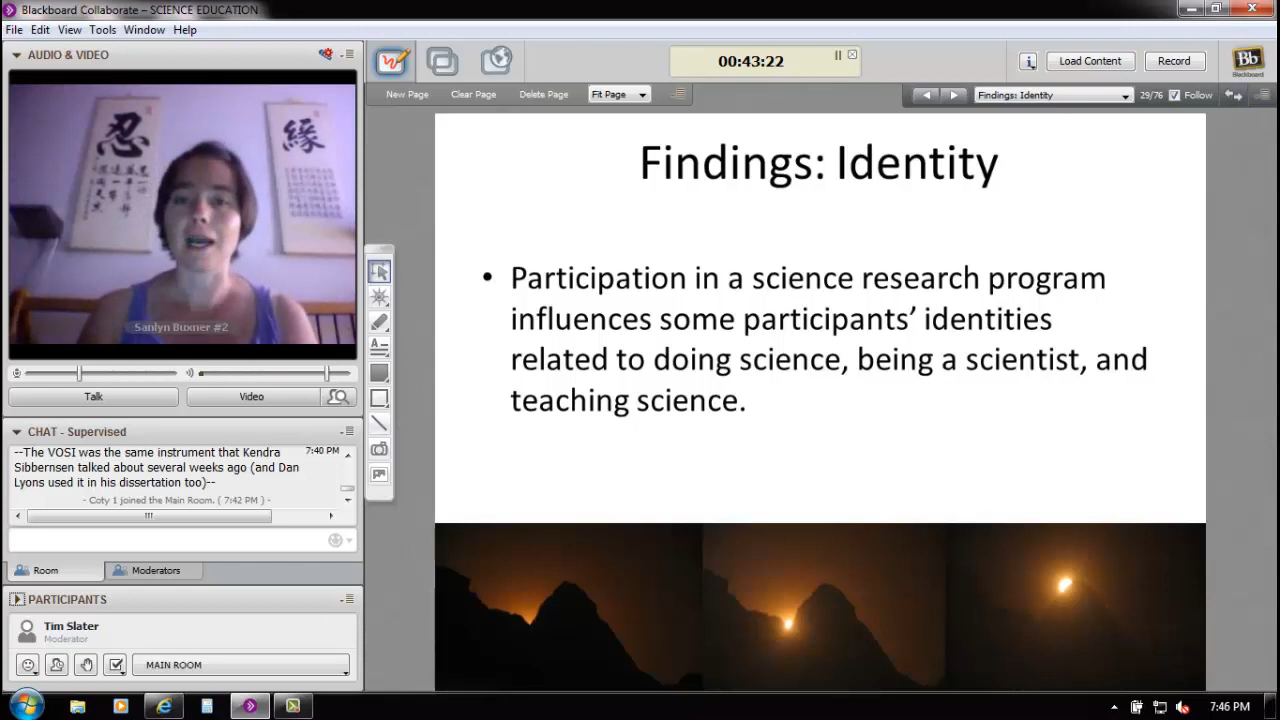 Blackboard Collaborate – SCIENCE EDUCATION
File Edit View Tools Window Help
AUDIO & VIDEO
忍
緣
Sanlyn Buxner #2
Talk
Video
CHAT - Supervised
--The VOSI was the same instrument that Kendra 7:40 PM
Sibbernsen talked about several weeks ago (and Dan
Lyons used it in his dissertation too)--
- Coty 1 joined the Main Room. ( 7:42 PM ) -
Room
Moderators
PARTICIPANTS
Tim Slater
Moderator
MAIN ROOM
00:43:22
Load Content
Record
Bb
Blackboard
New Page Clear Page Delete Page Fit Page
Findings: Identity 29/76 Follow
Findings: Identity
• Participation in a science research program
influences some participants’ identities
related to doing science, being a scientist, and
teaching science.
7:46 PM